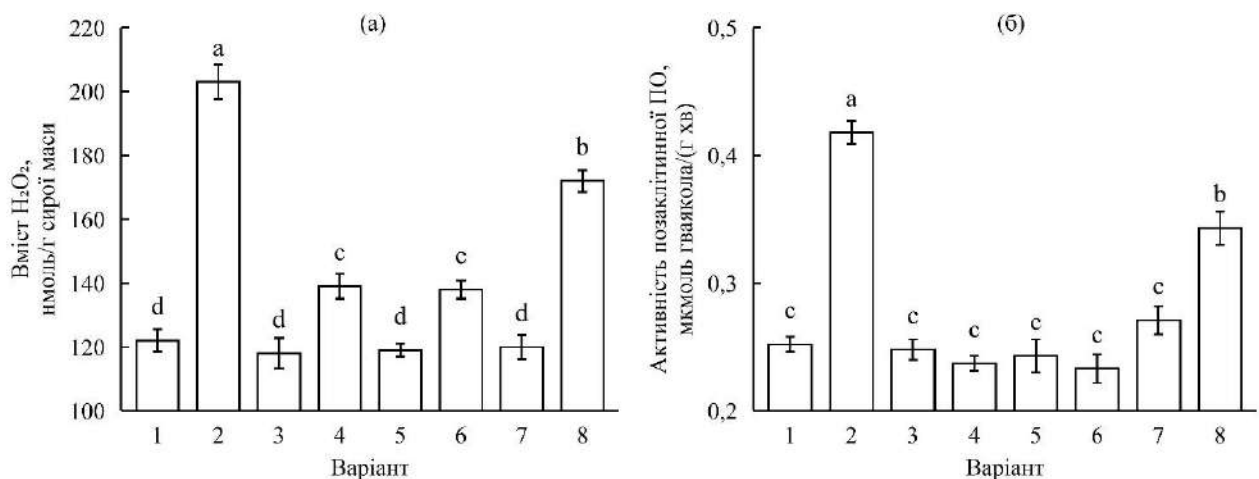 (а)
Вміст H₂O₂,
нмоль/г сирої маси
220
200
180
160
140
120
100
d
a
d
c
d
c
d
b
1 2 3 4 5 6 7 8
Варіант
(б)
Активність позаклітинної ПО,
мкмоль гваякола/(г хв)
0,5
0,4
0,3
0,2
c
a
c
c
c
c
c
b
1 2 3 4 5 6 7 8
Варіант